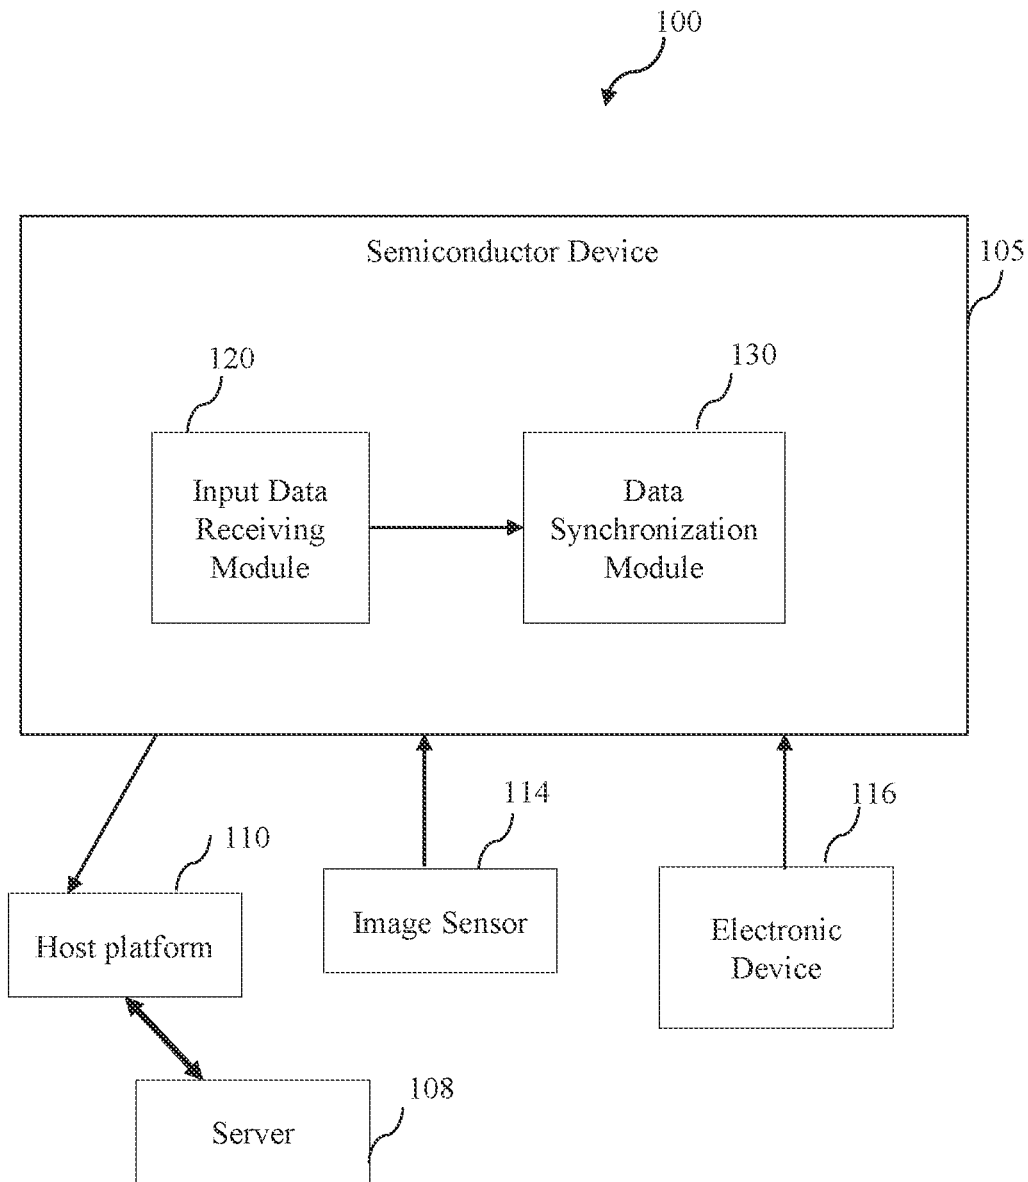 100
Semiconductor Device
105
120
130
Input Data
Receiving
Module
Data
Synchronization
Module
114
116
110
Host platform
Image Sensor
Electronic
Device
108
Server